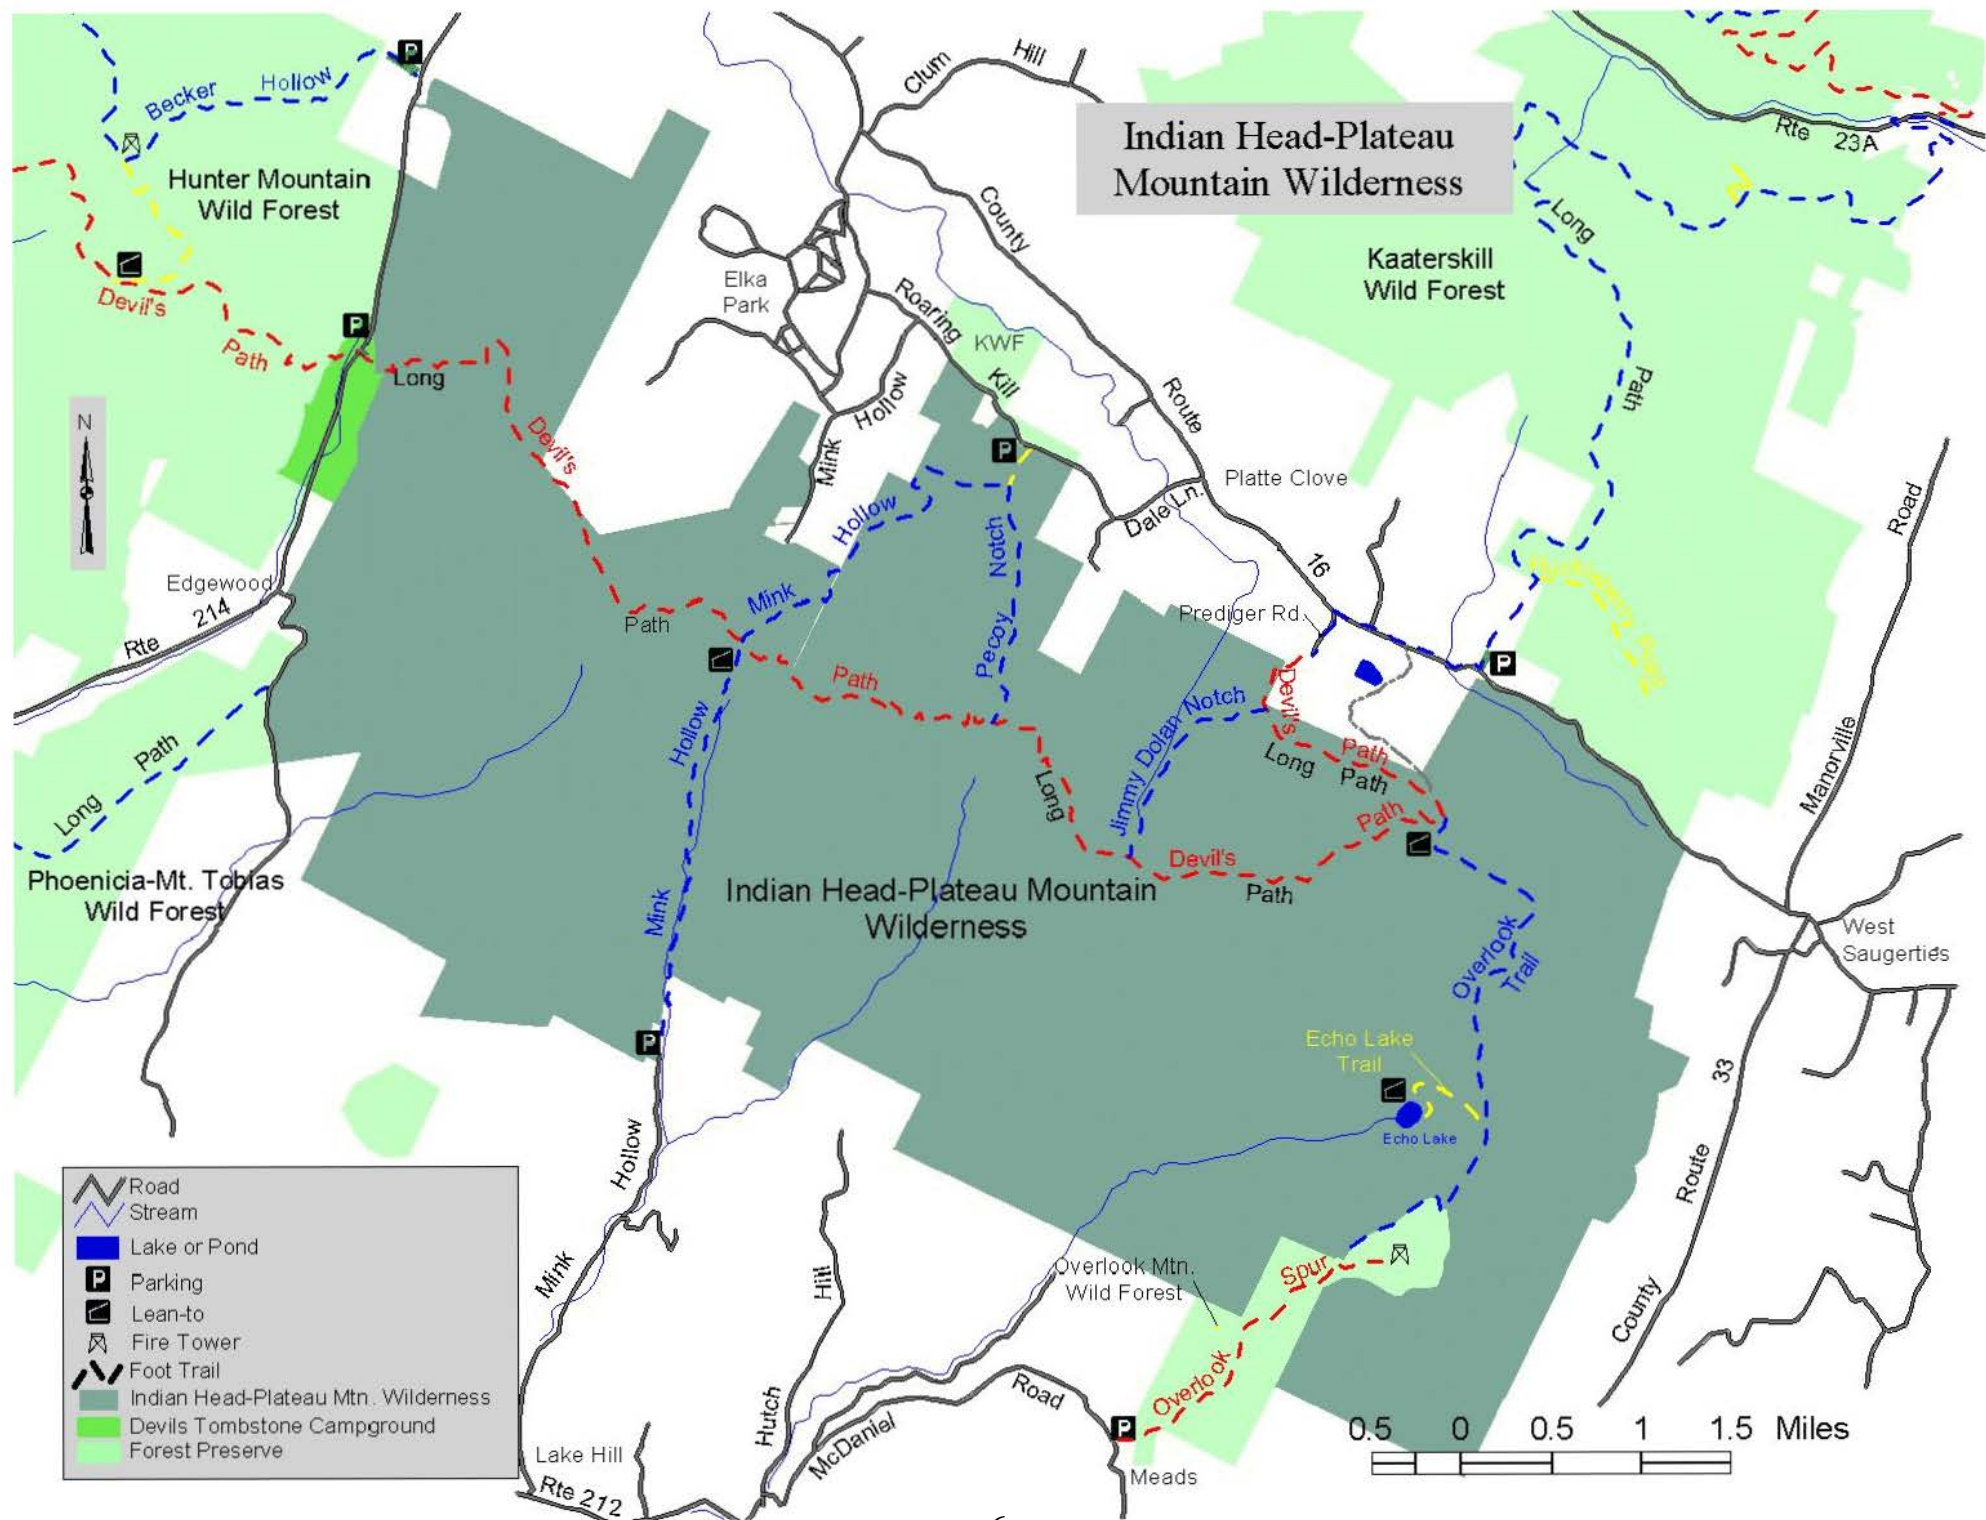 Indian Head-Plateau
Mountain Wilderness
Becker Hollow
Hunter Mountain
Wild Forest
Devil's
Path
Long
Devil's
Path
Clum Hill
County
Route
16
Rte 23A
Long
Path
Kaaterskill
Wild Forest
Elka
Park
Roaring
Kill
KWF
Mink Hollow
Hollow
Mink
Notch
Pecoy
Platte Clove
Dale Ln.
Prediger Rd.
N
Edgewood
Rte 214
Path
Devil's
Path
Long
Path
Long
Path
Hollow
Mink
Jimmy Dolan Notch
Long
Devil's
Path
Path
Manorville Road
Phoenicia-Mt. Tobias
Wild Forest
Indian Head-Plateau Mountain
Wilderness
West
Saugerties
Overlook
Trail
Echo Lake
Trail
Echo Lake
33
Route
County
Overlook Mtn.
Wild Forest
Spur
Overlook
Mink Hollow
Hutch Hill
McDaniel Road
Lake Hill
Rte 212
Meads
Road
Stream
Lake or Pond
P Parking
Lean-to
Fire Tower
Foot Trail
Indian Head-Plateau Mtn. Wilderness
Devils Tombstone Campground
Forest Preserve
0.5 0 0.5 1 1.5 Miles